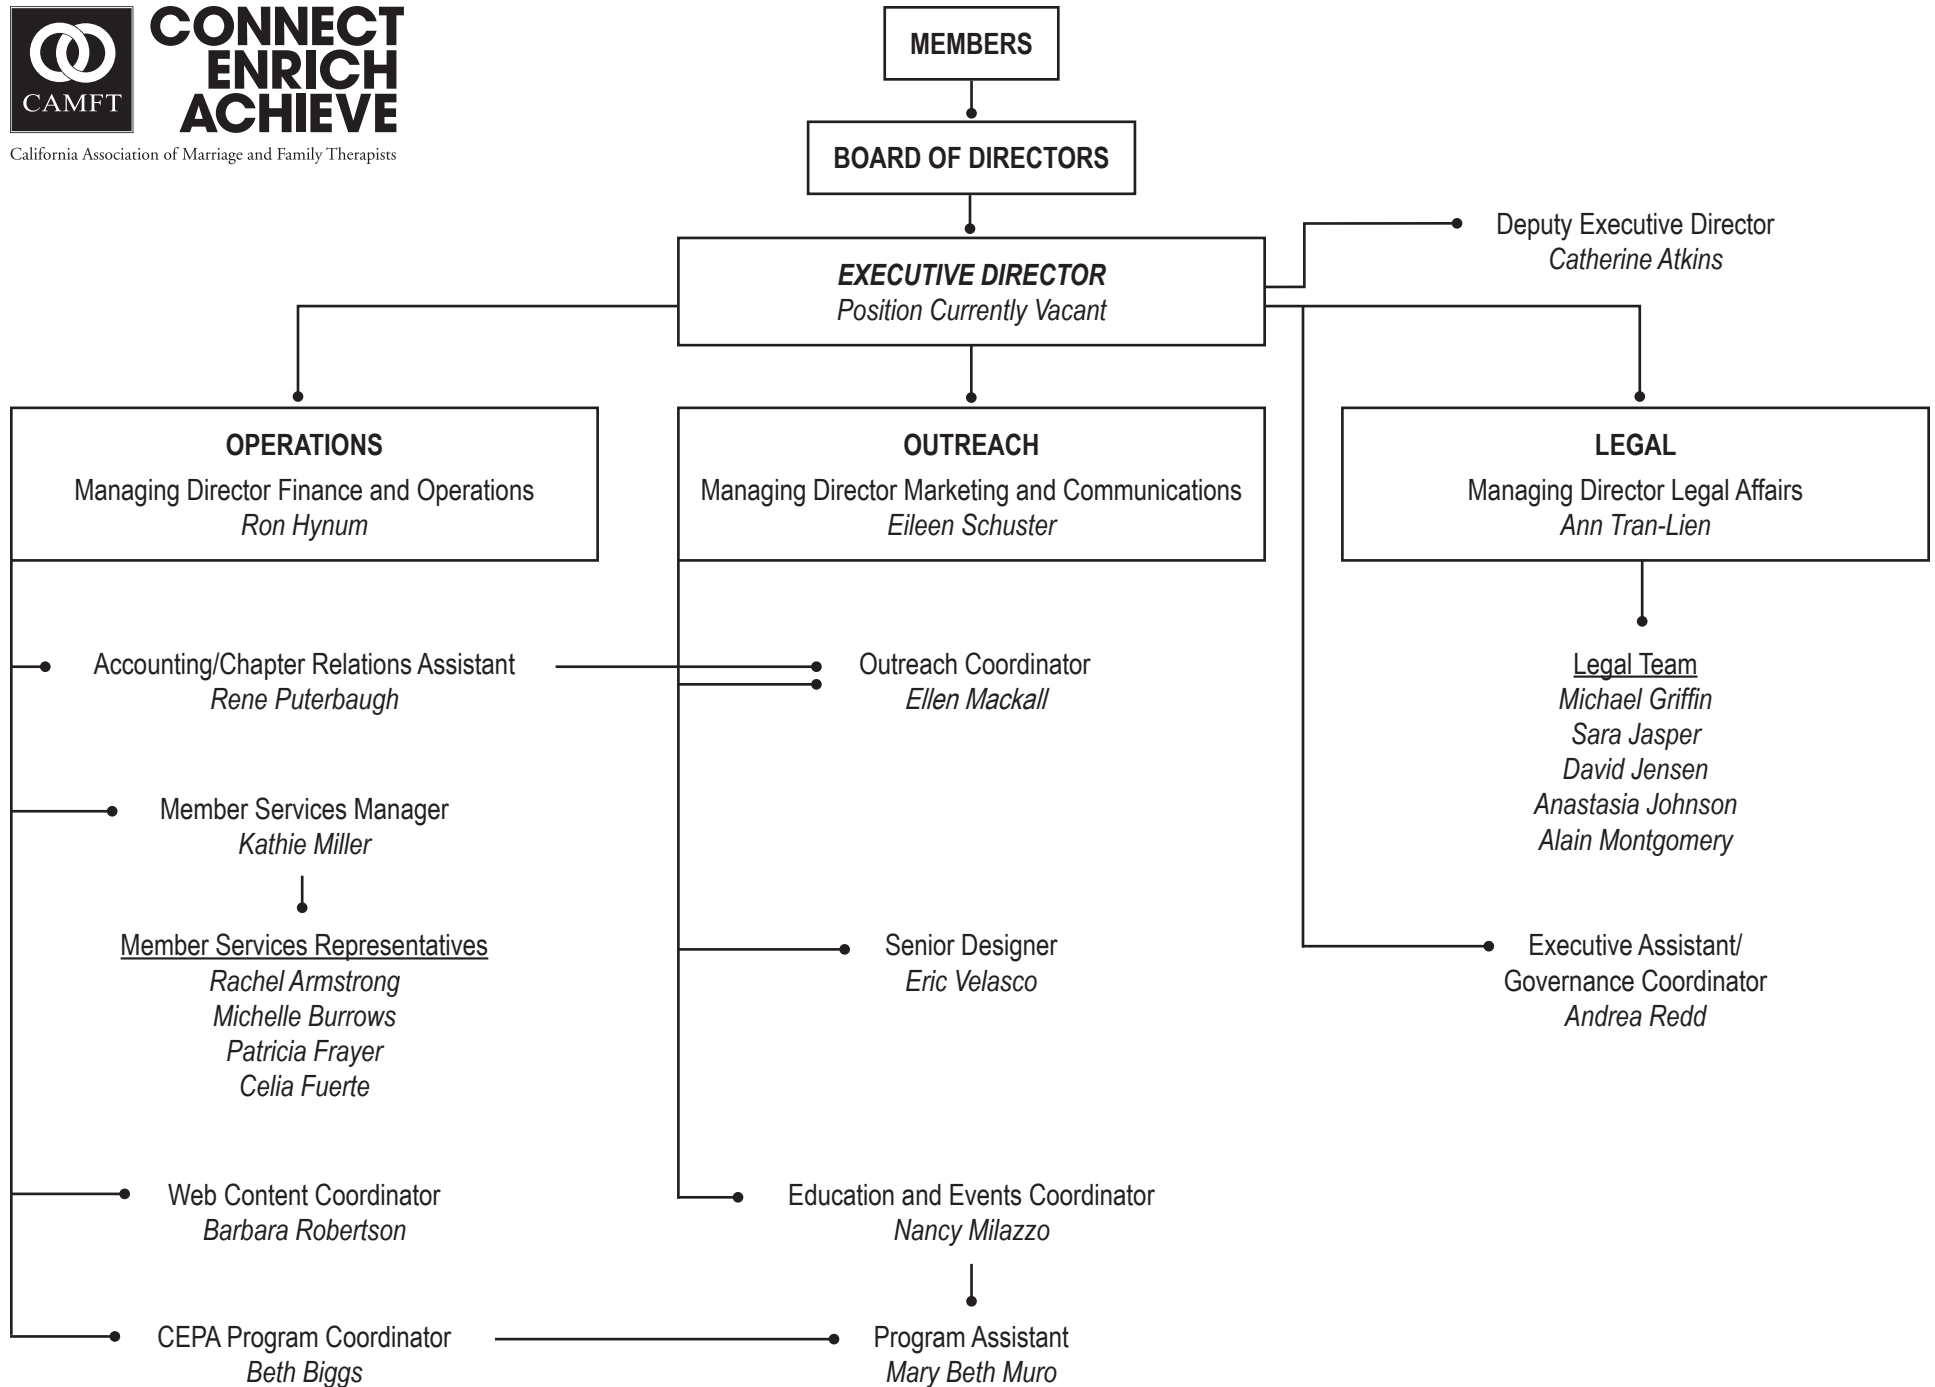 CONNECT
ENRICH
ACHIEVE
CAMFT
California Association of Marriage and Family Therapists
MEMBERS
BOARD OF DIRECTORS
EXECUTIVE DIRECTOR
Position Currently Vacant
Deputy Executive Director
Catherine Atkins
OPERATIONS
Managing Director Finance and Operations
Ron Hynum
OUTREACH
Managing Director Marketing and Communications
Eileen Schuster
LEGAL
Managing Director Legal Affairs
Ann Tran-Lien
Accounting/Chapter Relations Assistant
Rene Puterbaugh
Member Services Manager
Kathie Miller
Member Services Representatives
Rachel Armstrong
Michelle Burrows
Patricia Frayer
Celia Fuerte
Web Content Coordinator
Barbara Robertson
CEPA Program Coordinator
Beth Biggs
Outreach Coordinator
Ellen Mackall
Senior Designer
Eric Velasco
Education and Events Coordinator
Nancy Milazzo
Program Assistant
Mary Beth Muro
Legal Team
Michael Griffin
Sara Jasper
David Jensen
Anastasia Johnson
Alain Montgomery
Executive Assistant/
Governance Coordinator
Andrea Redd